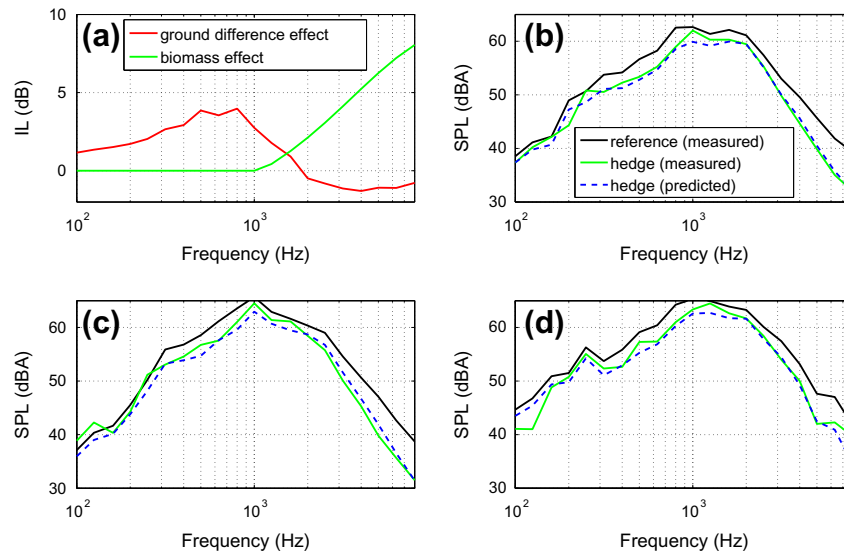 (a)
ground difference effect
biomass effect
10
5
0
IL (dB)
10^2
10^3
Frequency (Hz)
(b)
60
50
40
30
SPL (dBA)
reference (measured)
hedge (measured)
hedge (predicted)
10^2
10^3
Frequency (Hz)
(c)
60
50
40
30
SPL (dBA)
10^2
10^3
Frequency (Hz)
(d)
60
50
40
30
SPL (dBA)
10^2
10^3
Frequency (Hz)